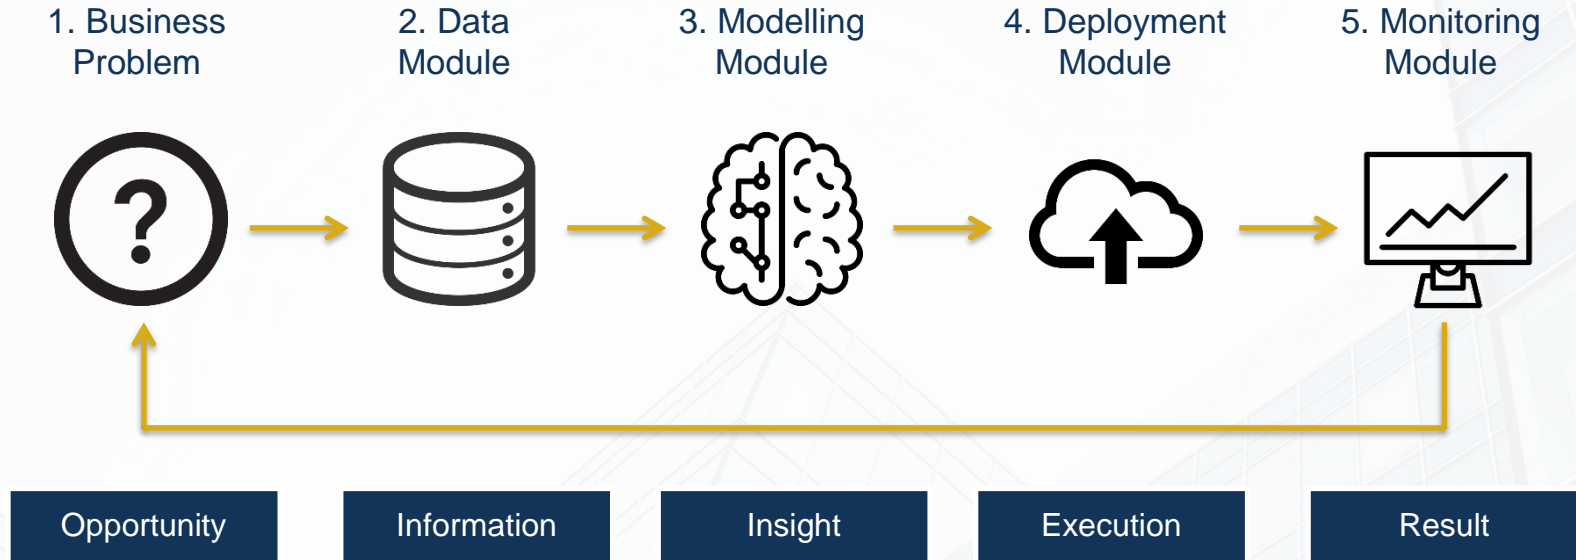 1. Business
Problem
2. Data
Module
3. Modelling
Module
4. Deployment
Module
5. Monitoring
Module
?
Opportunity
Information
Insight
Execution
Result